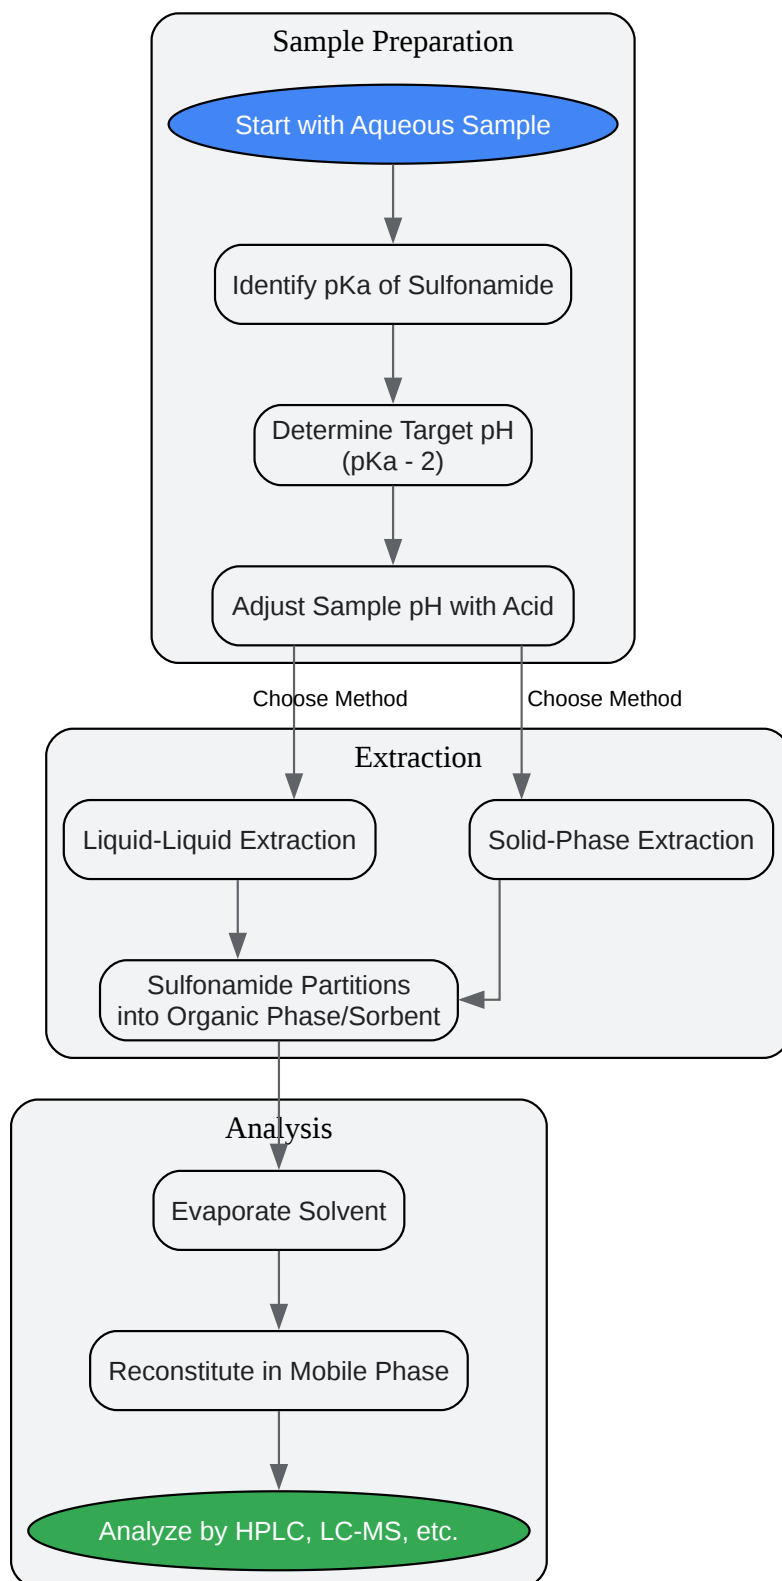 Sample Preparation
Start with Aqueous Sample
Identify pKa of Sulfonamide
Determine Target pH
(pKa - 2)
Adjust Sample pH with Acid
Choose Method
Choose Method
Extraction
Liquid-Liquid Extraction
Solid-Phase Extraction
Sulfonamide Partitions
into Organic Phase/Sorbent
Analysis
Evaporate Solvent
Reconstitute in Mobile Phase
Analyze by HPLC, LC-MS, etc.